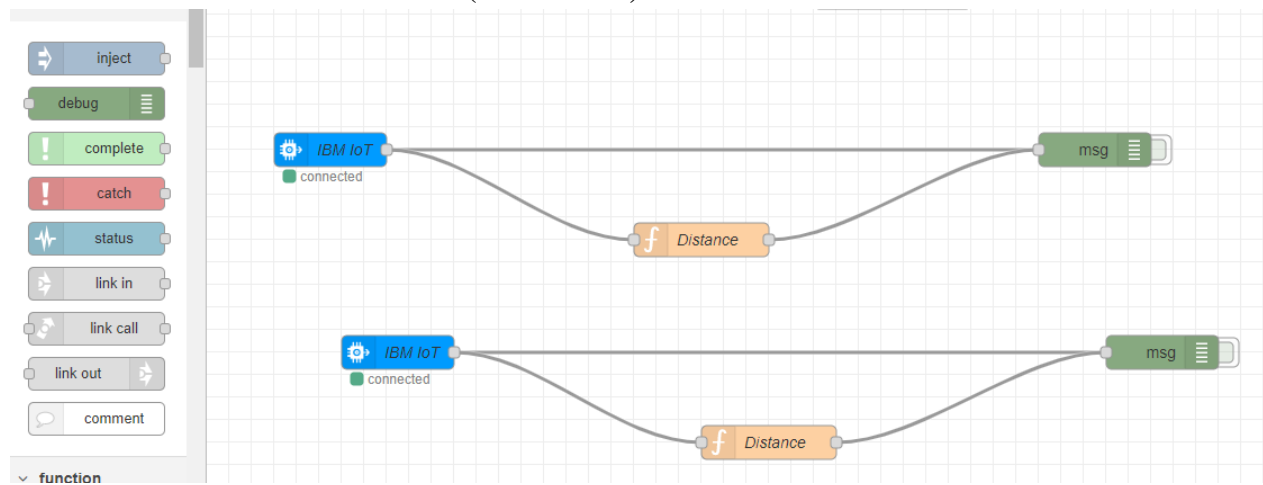 inject
debug
complete
catch
status
link in
link call
link out
comment
function
IBM IoT
connected
msg
Distance
IBM IoT
connected
msg
Distance